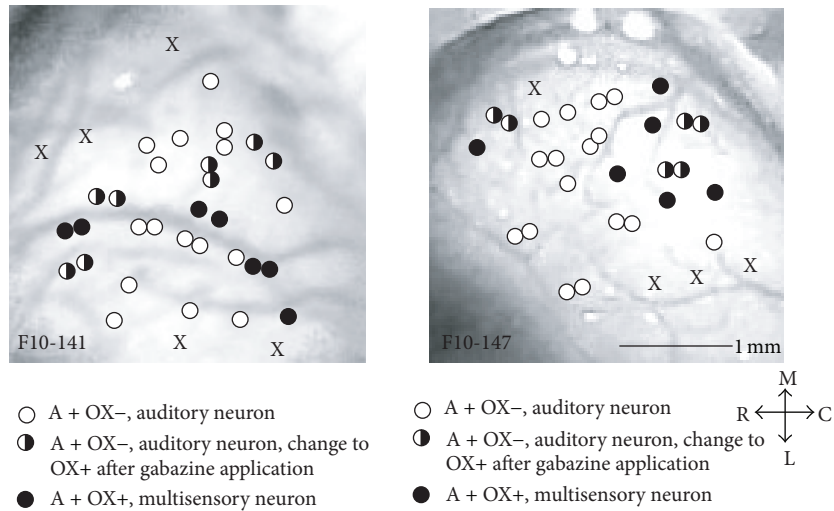 X
X
X
X
X
F10-141
X
X
X
X
F10-147
1 mm
A + OX−, auditory neuron
A + OX−, auditory neuron, change to
OX+ after gabazine application
A + OX+, multisensory neuron
A + OX−, auditory neuron
A + OX−, auditory neuron, change to
OX+ after gabazine application
A + OX+, multisensory neuron
M
R
C
L